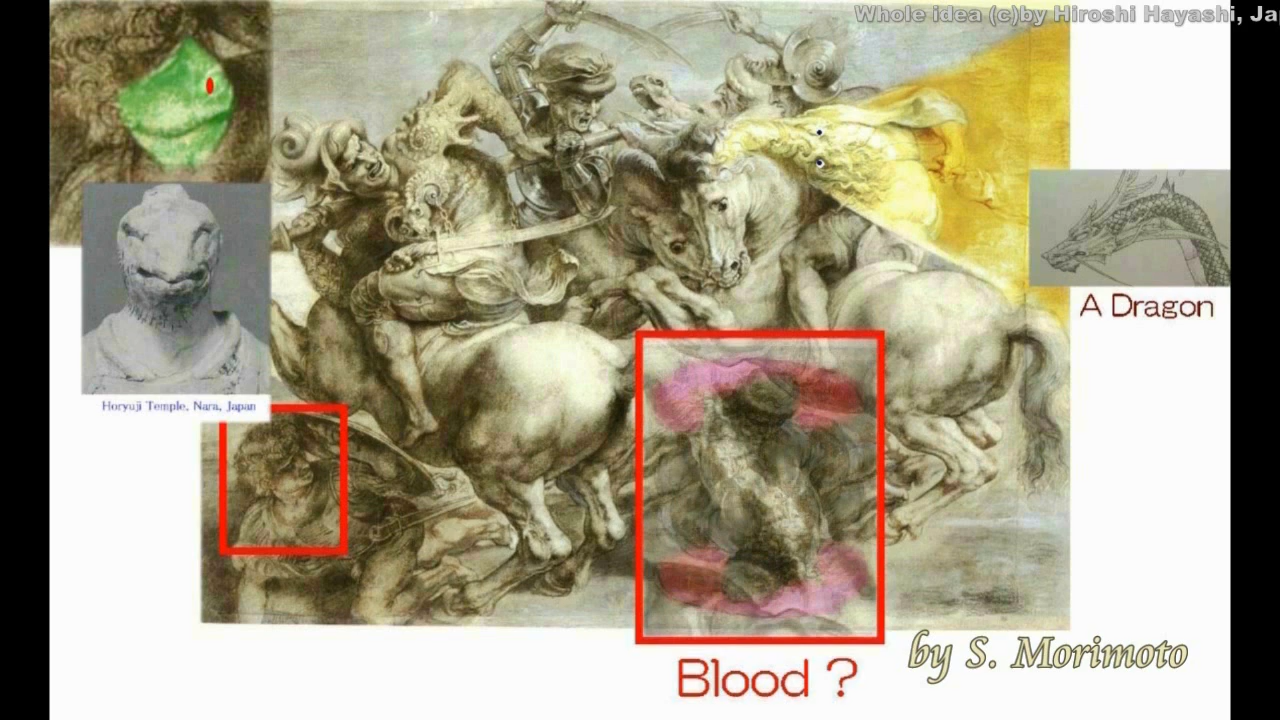 Whole idea (c)by Hiroshi Hayashi, Ja
A Dragon
Horyuji Temple, Nara, Japan
by S. Morimoto
Blood ?